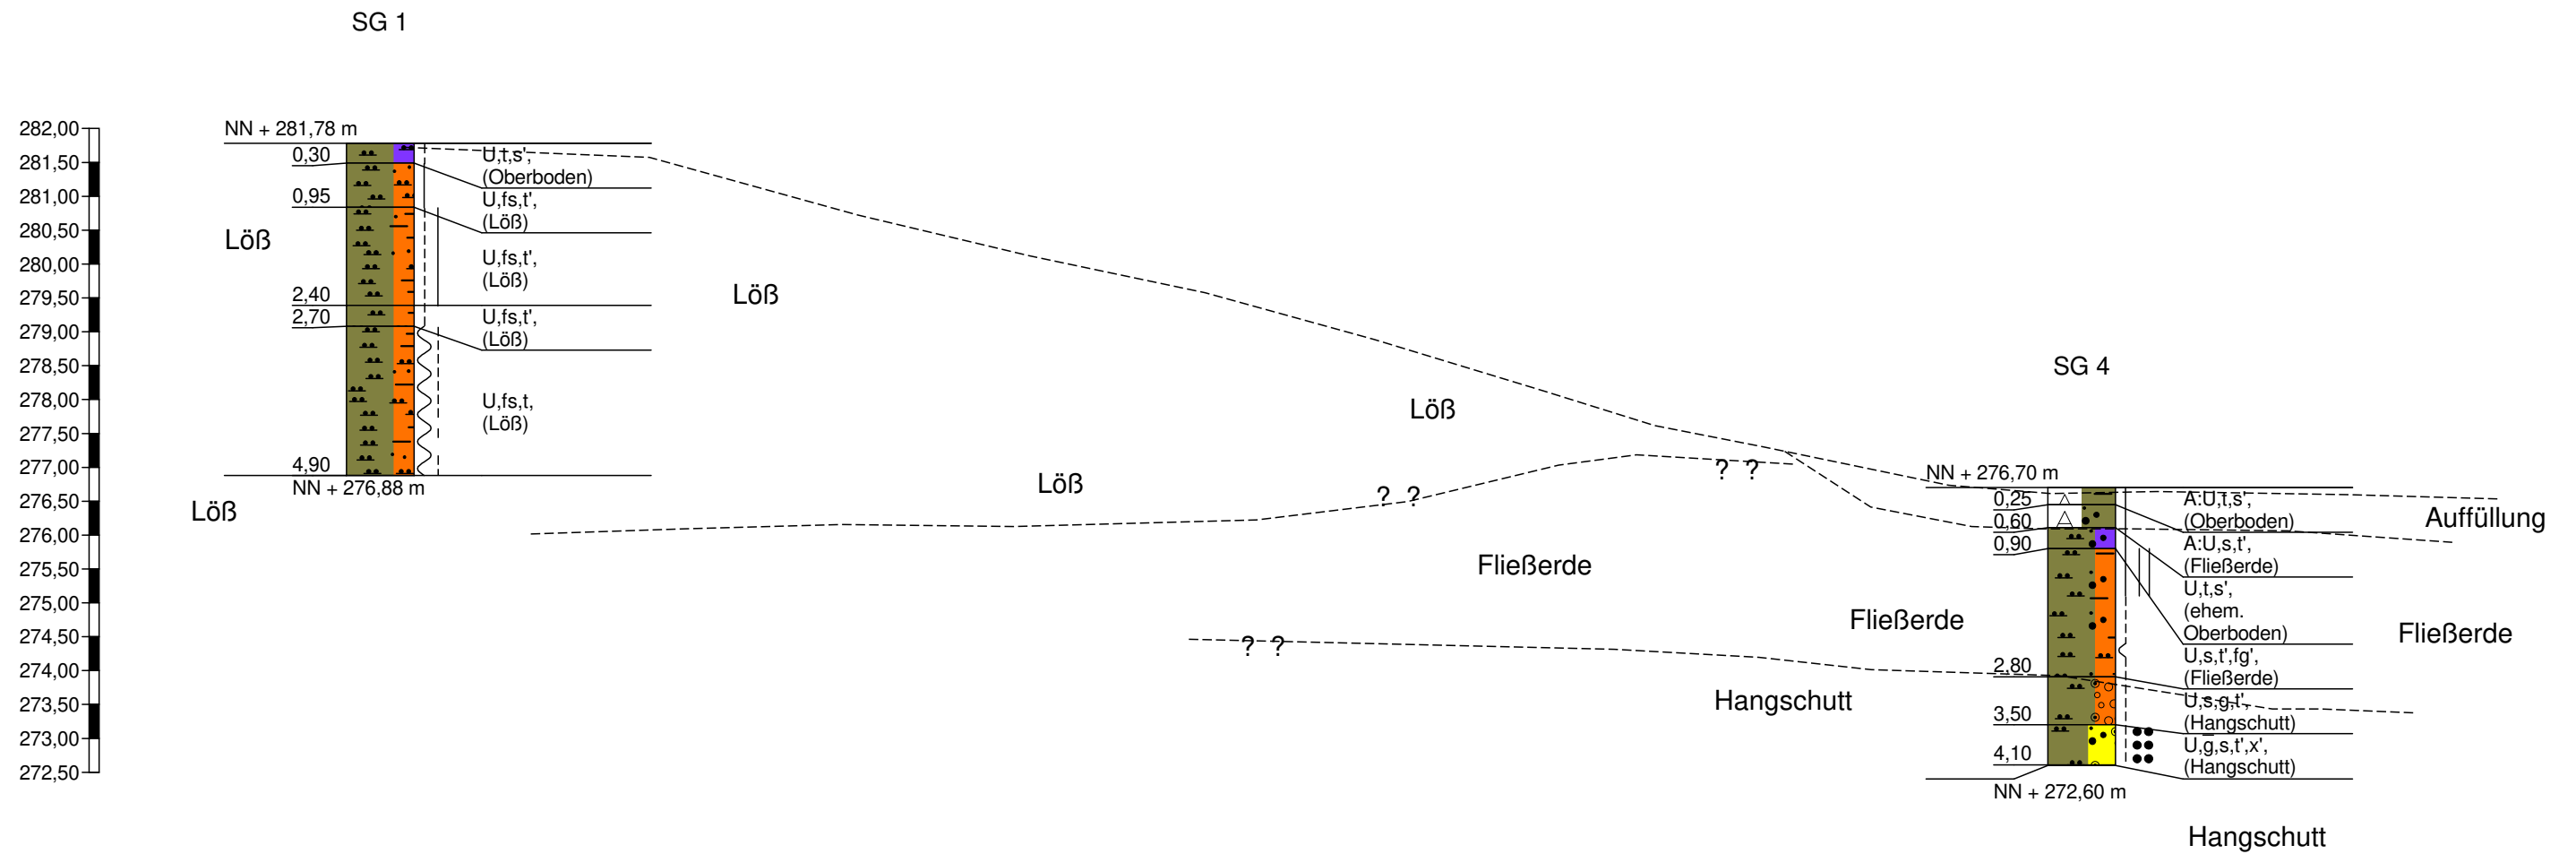 SG 1
282,00
281,50
281,00
280,50
280,00
279,50
279,00
278,50
278,00
277,50
277,00
276,50
276,00
275,50
275,00
274,50
274,00
273,50
273,00
272,50
NN + 281,78 m
0,30
0,95
2,40
2,70
4,90
NN + 276,88 m
U,t,s',
(Oberboden)
U,fs,t',
(Löß)
U,fs,t',
(Löß)
U,fs,t',
(Löß)
U,fs,t,
(Löß)
Löß
Löß
Löß
Löß
Löß
? ?
? ?
? ?
Fließerde
Fließerde
Hangschutt
SG 4
NN + 276,70 m
0,25
0,60
0,90
2,80
3,50
4,10
NN + 272,60 m
A:U,t,s',
(Oberboden)
A:U,s,t',
(Fließerde)
U,t,s',
(ehem.
Oberboden)
U,s,t',fg',
(Fließerde)
U,s,g,t',
(Hangschutt)
U,g̅,s,t',x',
(Hangschutt)
Auffüllung
Fließerde
Hangschutt